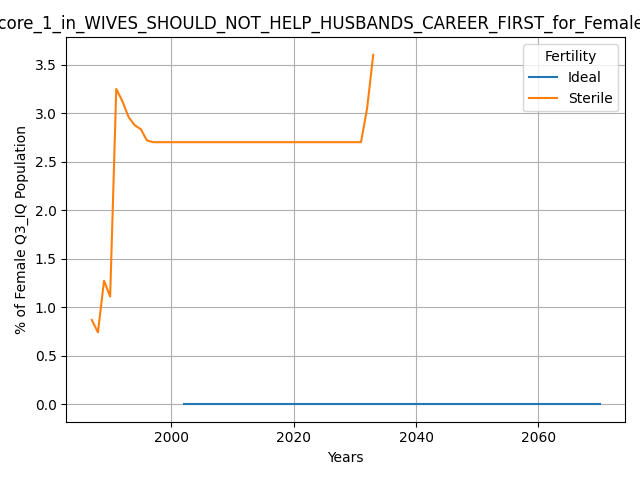 core_1_in_WIVES_SHOULD_NOT_HELP_HUSBANDS_CAREER_FIRST_for_Female
Fertility
Ideal
Sterile
% of Female Q3_IQ Population
3.5
3.0
2.5
2.0
1.5
1.0
0.5
0.0
2000 2020 2040 2060
Years